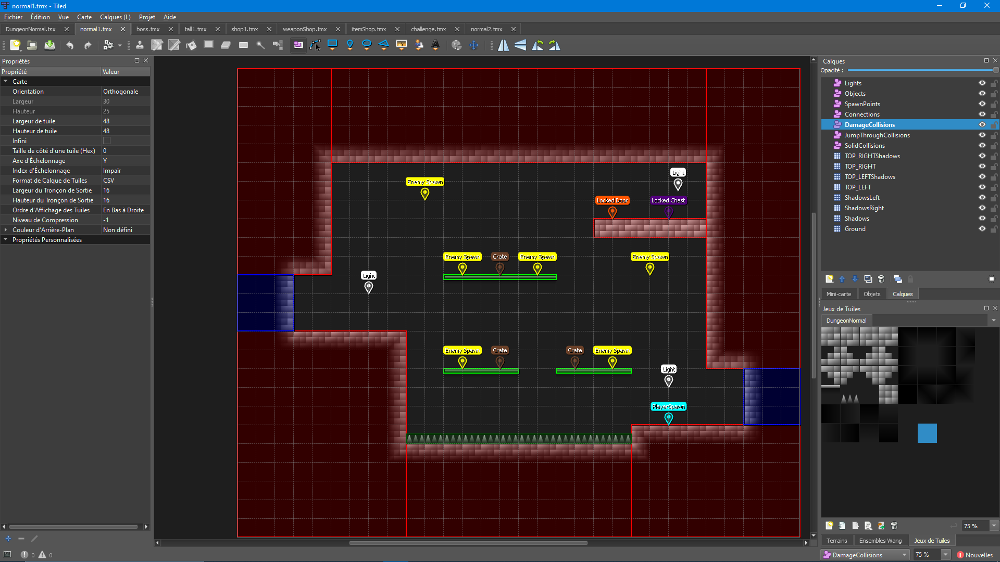 normal1.tmx - Tiled
Fichier Édition Vue Carte Calques (L) Projet Aide
DungeonNormal.tsx normal1.tmx boss.tmx tall1.tmx shop1.tmx weaponShop.tmx itemShop.tmx challenge.tmx normal2.tmx
Propriétés
Propriété Valeur
Carte
Orientation Orthogonale
Largeur 30
Hauteur 25
Largeur de tuile 48
Hauteur de tuile 48
Infini
Taille de côté d'une tuile (Hex) 0
Axe d'Échelonnage Y
Index d'Échelonnage Impair
Format de Calque de Tuiles CSV
Largeur du Tronçon de Sortie 16
Hauteur du Tronçon de Sortie 16
Ordre d'Affichage des Tuiles En Bas à Droite
Niveau de Compression -1
Couleur d'Arrière-Plan Non défini
Propriétés Personnalisées
0 0
Light
Enemy Spawn
Locked Door Locked Chest
Enemy Spawn Crate Enemy Spawn Enemy Spawn
Light
Enemy Spawn Crate Crate Enemy Spawn
Light
PlayerSpawn
Calques
Opacité :
Lights
Objects
SpawnPoints
Connections
DamageCollisions
JumpThroughCollisions
SolidCollisions
TOP_RIGHTShadows
TOP_RIGHT
TOP_LEFTShadows
TOP_LEFT
ShadowsLeft
ShadowsRight
Shadows
Ground
Mini-carte Objets Calques
Jeux de Tuiles
DungeonNormal
75 %
Terrains Ensembles Wang Jeux de Tuiles
DamageCollisions 75 % 1 Nouvelles